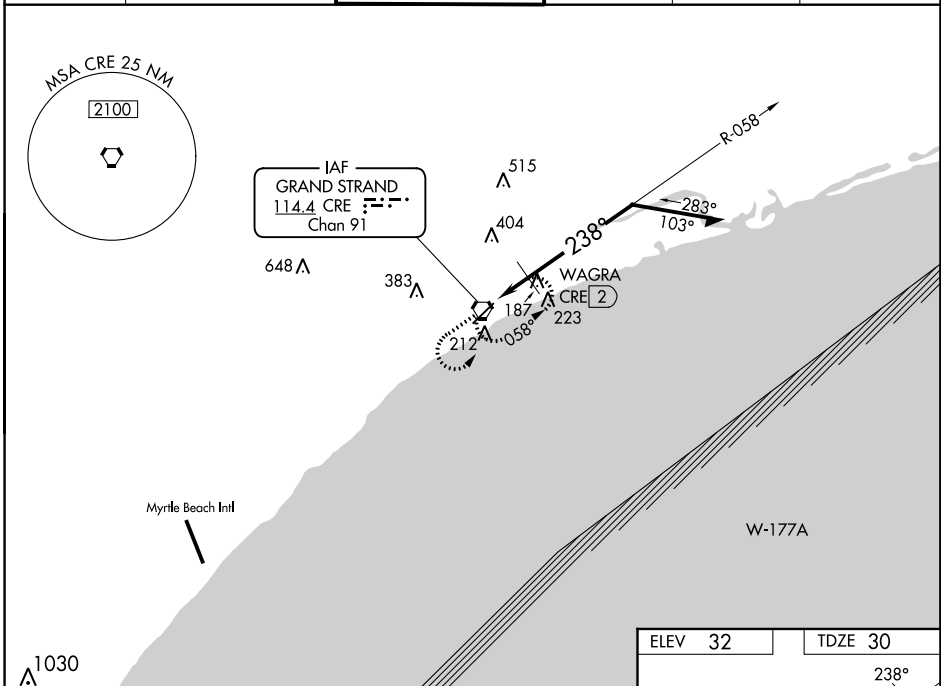 MSA CRE 25 NM
2100
IAF
GRAND STRAND
114.4 CRE
Chan 91
515
404
648
383
R-058
283°
103°
238°
WAGRA
CRE 2
187
223
058°
212
Myrtle Beach Intl
W-177A
1030
ELEV 32
TDZE 30
238°